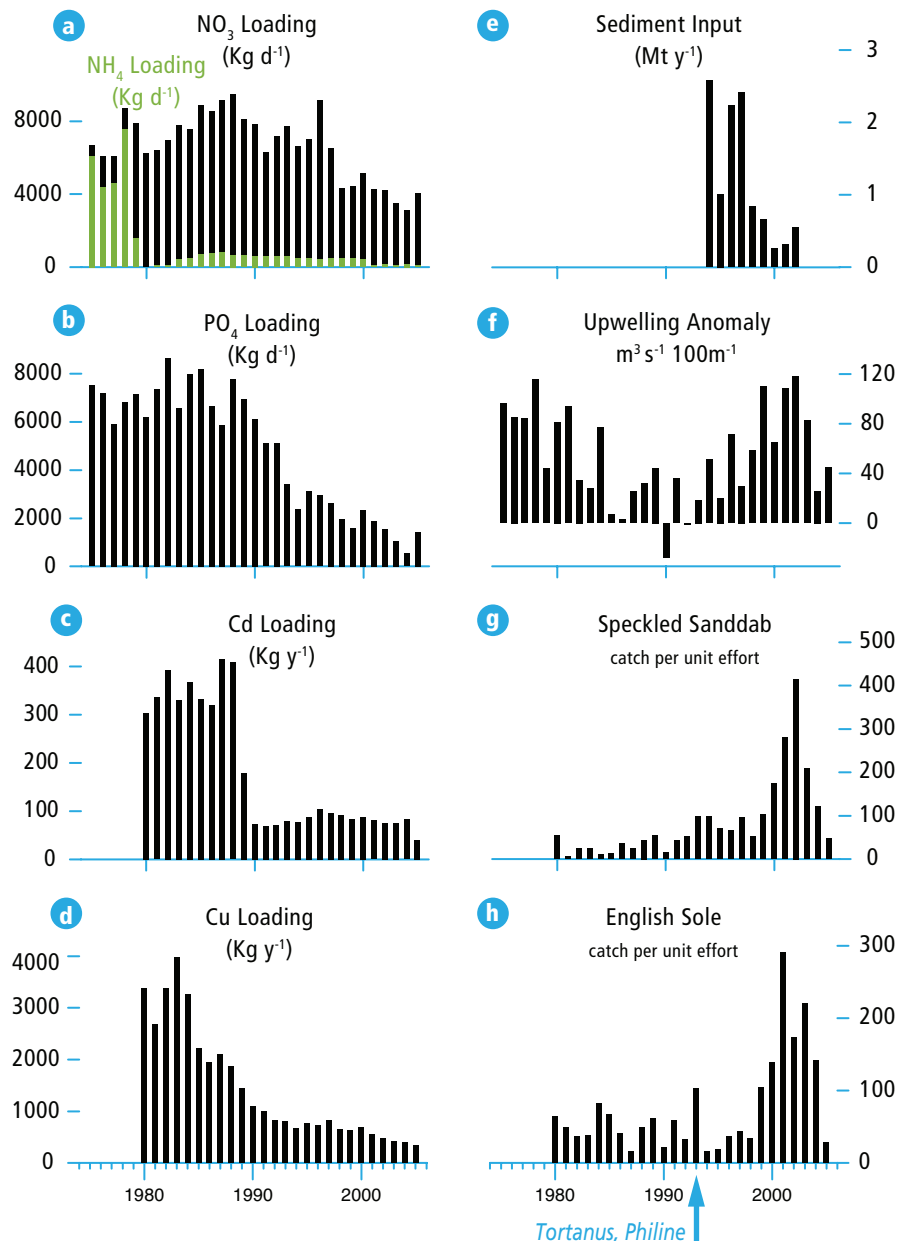 a
NO3 Loading
(Kg d-1)
NH4 Loading
(Kg d-1)
8000
4000
0
b
PO4 Loading
(Kg d-1)
8000
6000
4000
2000
0
c
Cd Loading
(Kg y-1)
400
300
200
100
0
d
Cu Loading
(Kg y-1)
4000
3000
2000
1000
0
1980 1990 2000
e
Sediment Input
(Mt y-1)
3
2
1
0
f
Upwelling Anomaly
m3 s-1 100m-1
120
80
40
0
g
Speckled Sanddab
catch per unit effort
500
400
300
200
100
0
h
English Sole
catch per unit effort
300
200
100
0
1980 1990 2000
Tortanus, Philine